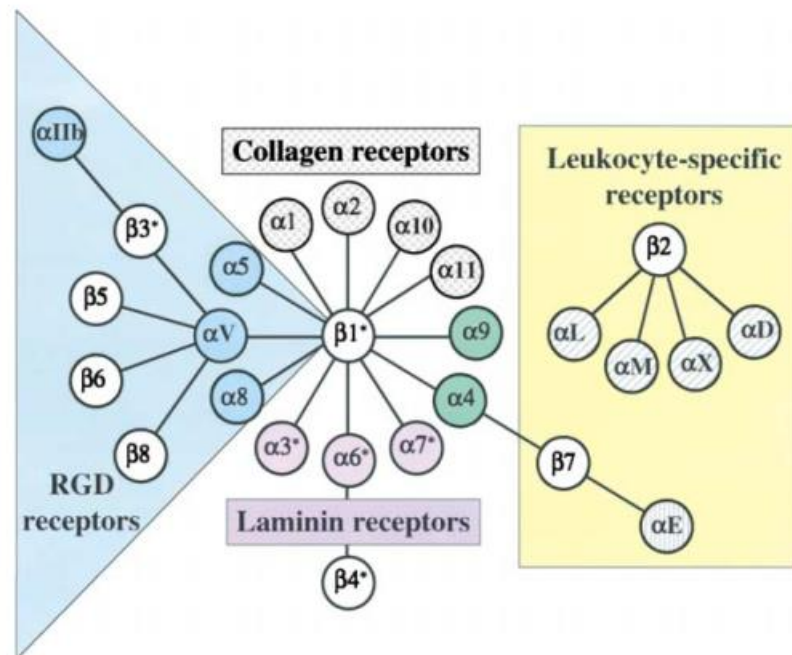 αIIb
Collagen receptors
Leukocyte-specific
receptors
β3*
α1
α2
α10
α11
β2
α5
β5
αV
β1*
α9
αL
αM
αX
αD
β6
α8
α4
β8
α3*
α6*
α7*
β7
RGD
receptors
Laminin receptors
αE
β4*